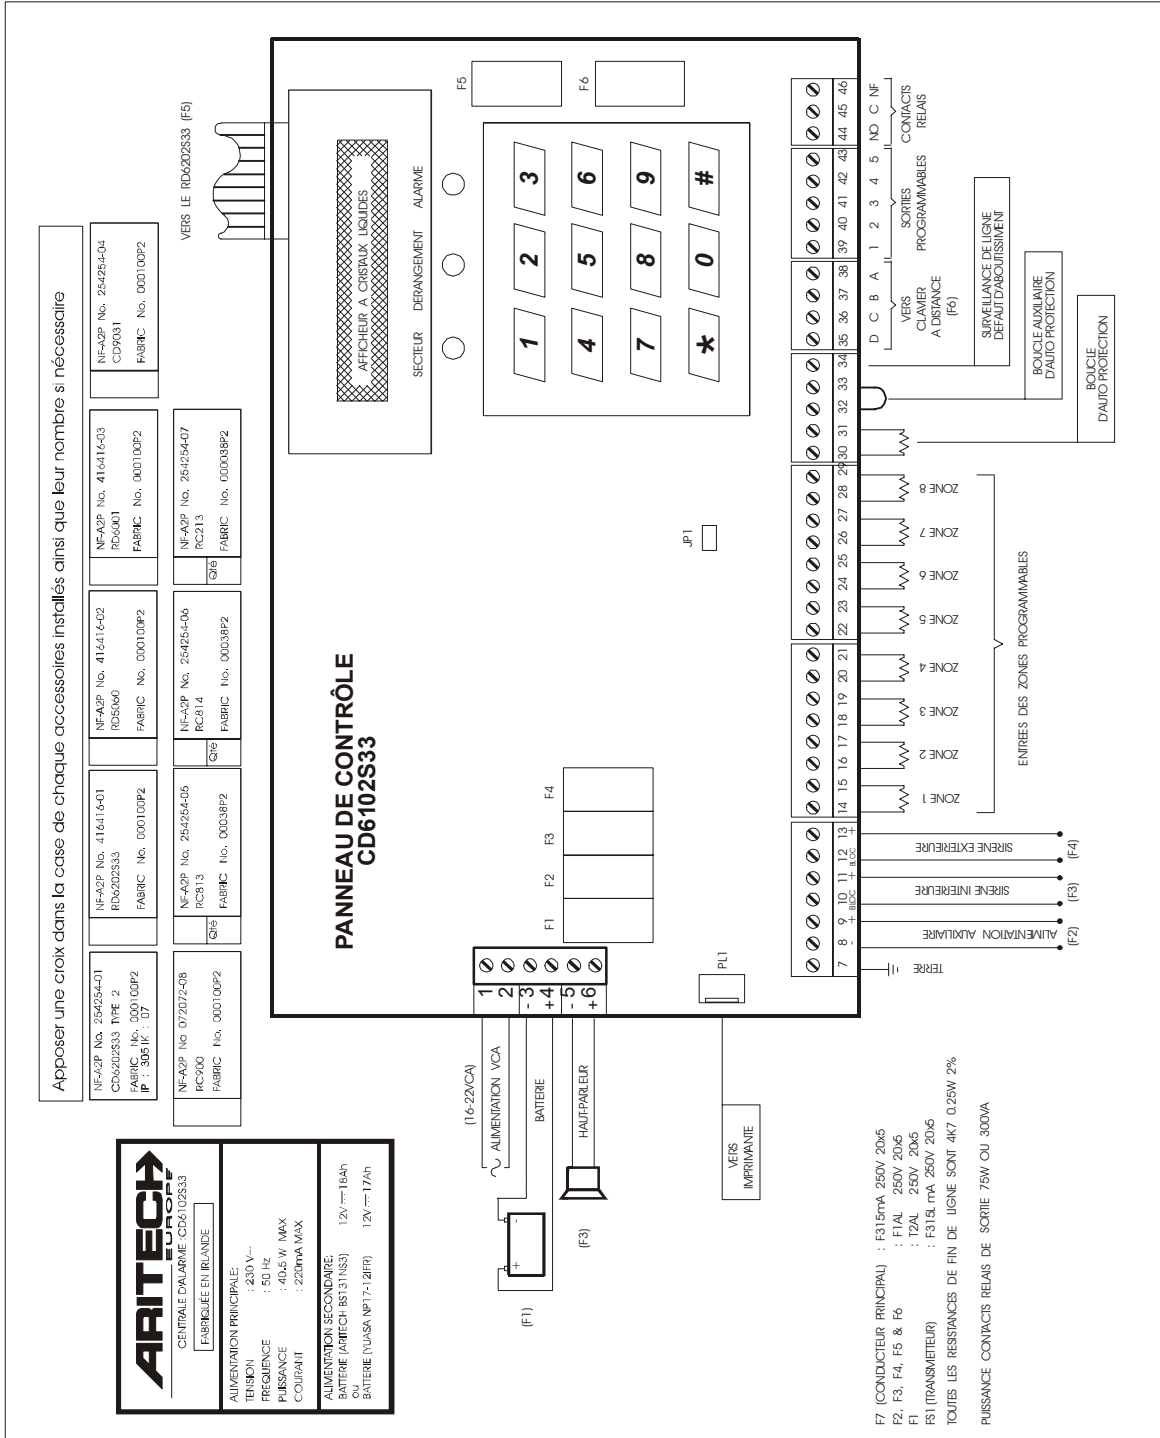 Apposer une croix dans la case de chaque accessoires installés ainsi que leur nombre si nécessaire
NF-A2P No. 254254-01
CD6202S33 TYPE 2
FABRIC No. 000100P2
IP : 305 IK : 07
NF-A2P No. 416416-01
RD6202S33
FABRIC No. 000100P2
NF-A2P No. 416416-02
RD5060
FABRIC No. 000100P2
NF-A2P No. 416416-03
RD6001
FABRIC No. 000100P2
NF-A2P No. 254254-04
CD9031
FABRIC No. 000100P2
NF-A2P No 072072-08
RC900
FABRIC No. 000100P2
Qté
NF-A2P No. 254254-05
RC813
FABRIC No. 00038P2
Qté
NF-A2P No. 254254-06
RC814
FABRIC No. 00038P2
Qté
NF-A2P No. 254254-07
RC213
FABRIC No. 000038P2
ARITECH
EUROPE
CENTRALE D'ALARME :CD6102S33
FABRIQUÉE EN IRLANDE
ALIMENTATION PRINCIPALE:
TENSION : 230 V~
FREQUENCE : 50 Hz
PUISSANCE : 40.5 W MAX
COURANT : 220mA MAX
ALIMENTATION SECONDAIRE:
BATTERIE (ARITECH BS131NS3) 12V 18Ah
OU
BATTERIE (YUASA NP17-12IFR) 12V 17Ah
VERS LE RD6202S33 (F5)
PANNEAU DE CONTRÔLE
CD6102S33
AFFICHEUR A CRISTAUX LIQUIDES
SECTEUR DERANGEMENT ALARME
F5
F6
1 2 3
4 5 6
7 8 9
* 0 #
JP1
F1 F2 F3 F4
PL1
1
2
- 3
+4
- 5
+6
(16-22VCA)
ALIMENTATION VCA
BATTERIE
HAUT-PARLEUR
- +
(F1)
(F3)
VERS
IMPRIMANTE
7 8 9 10 11 12 13 14 15 16 17 18 19 20 21 22 23 24 25 26 27 28 29 30 31 32 33 34 35 36 37 38 39 40 41 42 43 44 45 46
- + BLOC + BLOC +
D C B A 1 2 3 4 5 NO C NF
TERRE
ALIMENTATION AUXILIAIRE
(F2)
SIRENE INTERIEURE
(F3)
SIRENE EXTERIEURE
(F4)
ZONE 1
ZONE 2
ZONE 3
ZONE 4
ZONE 5
ZONE 6
ZONE 7
ZONE 8
ENTREES DES ZONES PROGRAMMABLES
BOUCLE
D'AUTO PROTECTION
BOUCLE AUXILIAIRE
D'AUTO PROTECTION
SURVEILLANCE DE LIGNE
DEFAUT D'ABOUTISSIMENT
VERS
CLAVIER
A DISTANCE
(F6)
SORTIES
PROGRAMMABLES
CONTACTS
RELAIS
F7 (CONDUCTEUR PRINCIPAL) : F315mA 250V 20x5
F2, F3, F4, F5 & F6 : F1AL 250V 20x5
F1 : T2AL 250V 20x5
FS1 (TRANSMETTEUR) : F315L mA 250V 20x5
TOUTES LES RESISTANCES DE FIN DE LIGNE SONT 4K7 0.25W 2%
PUISSANCE CONTACTS RELAIS DE SORTIE 75W OU 300VA